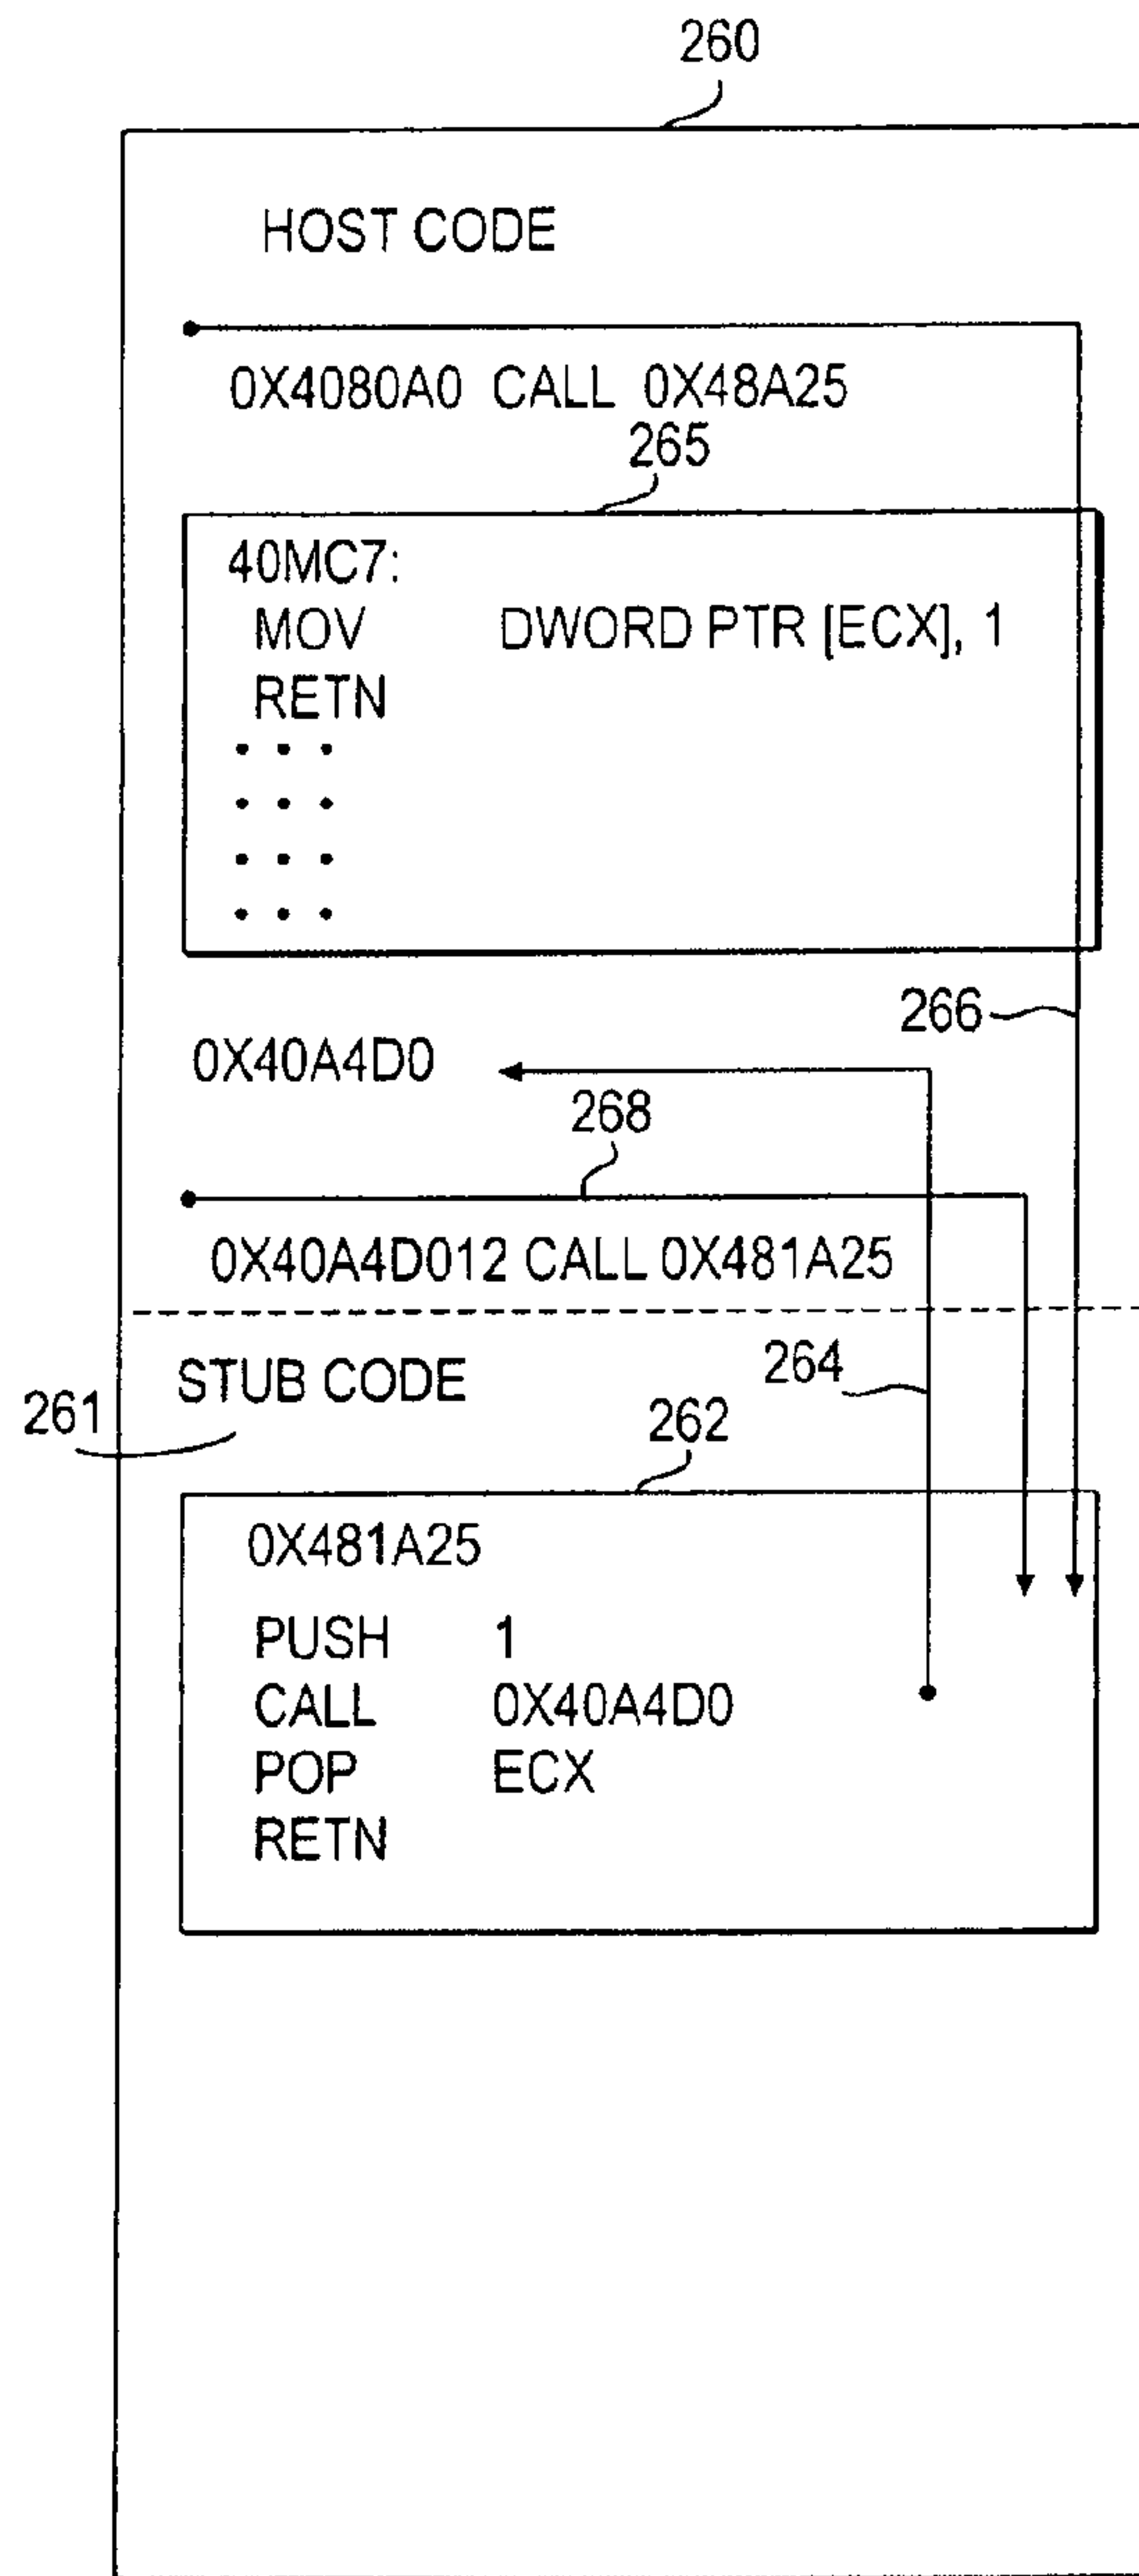 260
HOST CODE
0X4080A0 CALL 0X48A25
265
40MC7:
MOV DWORD PTR [ECX], 1
RETN
• • •
• • •
• • •
• • •
266
0X40A4D0
268
0X40A4D012 CALL 0X481A25
STUB CODE
264
261
262
0X481A25
PUSH 1
CALL 0X40A4D0
POP ECX
RETN